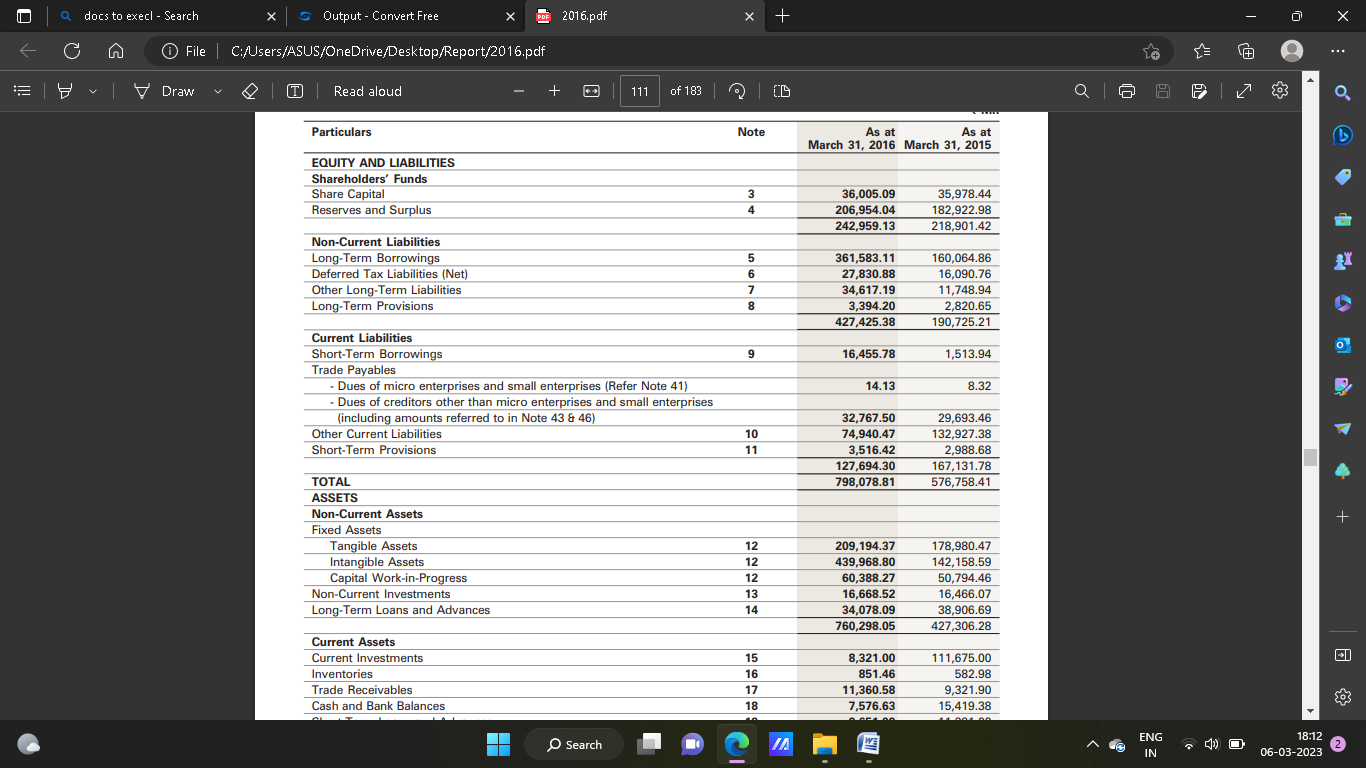 docs to execl - Search
Output - Convert Free
2016.pdf
File C:/Users/ASUS/OneDrive/Desktop/Report/2016.pdf
Draw Read aloud 111 of 183
Particulars Note As at As at
March 31, 2016 March 31, 2015
EQUITY AND LIABILITIES
Shareholders' Funds
Share Capital 3 36,005.09 35,978.44
Reserves and Surplus 4 206,954.04 182,922.98
242,959.13 218,901.42
Non-Current Liabilities
Long-Term Borrowings 5 361,583.11 160,064.86
Deferred Tax Liabilities (Net) 6 27,830.88 16,090.76
Other Long-Term Liabilities 7 34,617.19 11,748.94
Long-Term Provisions 8 3,394.20 2,820.65
427,425.38 190,725.21
Current Liabilities
Short-Term Borrowings 9 16,455.78 1,513.94
Trade Payables
- Dues of micro enterprises and small enterprises (Refer Note 41) 14.13 8.32
- Dues of creditors other than micro enterprises and small enterprises
(including amounts referred to in Note 43 & 46) 32,767.50 29,693.46
Other Current Liabilities 10 74,940.47 132,927.38
Short-Term Provisions 11 3,516.42 2,988.68
127,694.30 167,131.78
TOTAL 798,078.81 576,758.41
ASSETS
Non-Current Assets
Fixed Assets
Tangible Assets 12 209,194.37 178,980.47
Intangible Assets 12 439,968.80 142,158.59
Capital Work-in-Progress 12 60,388.27 50,794.46
Non-Current Investments 13 16,668.52 16,466.07
Long-Term Loans and Advances 14 34,078.09 38,906.69
760,298.05 427,306.28
Current Assets
Current Investments 15 8,321.00 111,675.00
Inventories 16 851.46 582.98
Trade Receivables 17 11,360.58 9,321.90
Cash and Bank Balances 18 7,576.63 15,419.38
Search
ENG
IN
18:12
06-03-2023
2